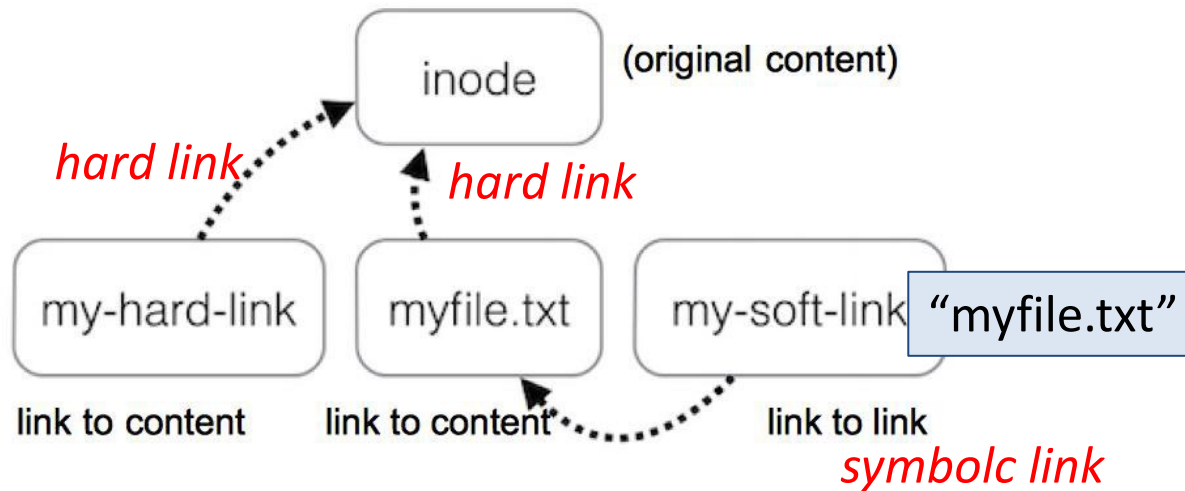 inode
(original content)
hard link
hard link
my-hard-link
myfile.txt
my-soft-link
“myfile.txt”
link to content
link to content
link to link
symbolc link